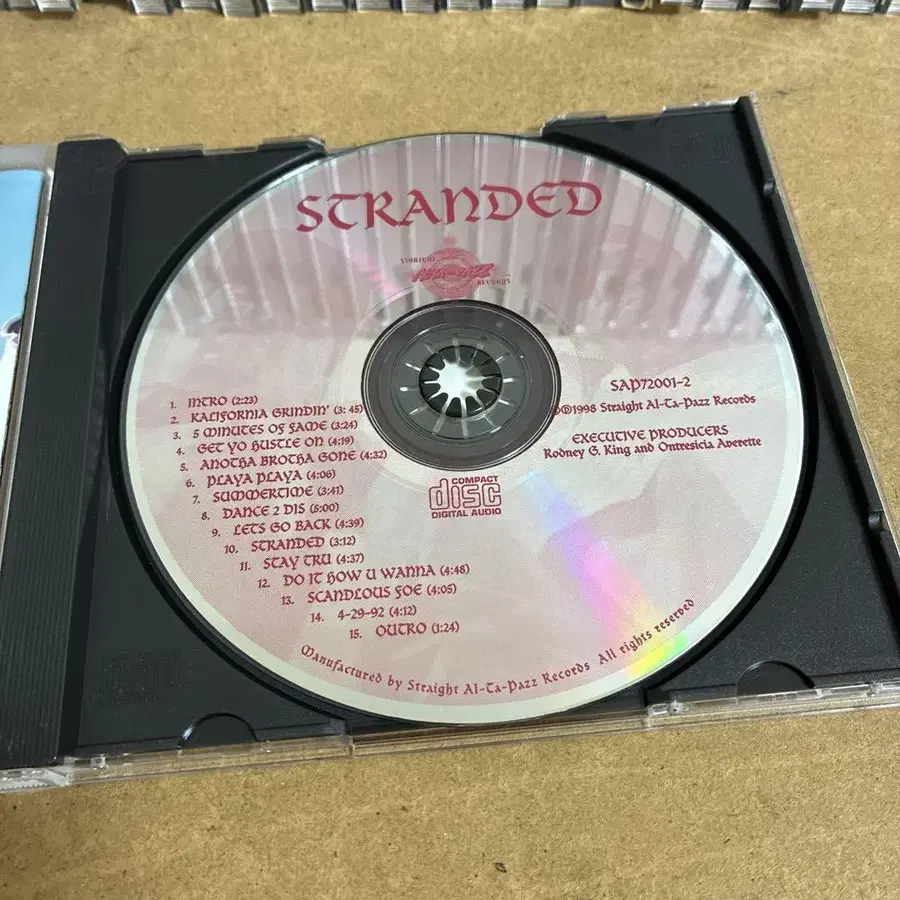 STRANDED
STRAIGHT
RECORDS
1. INTRO (2:23)
2. KALIFORNIA GRINDIN' (3:45)
3. 5 MINUTES OF FAME (3:24)
4. GET YO HUSTLE ON (4:19)
5. ANOTHA BROTHA GONE (4:32)
6. PLAYA PLAYA (4:06)
7. SUMMERTIME (3:41)
8. DANCE 2 DIS (5:00)
9. LETS GO BACK (4:39)
10. STRANDED (3:12)
11. STAY TRU (4:37)
12. DO IT HOW U WANNA (4:48)
13. SCANDLOUS FOE (4:05)
14. 4-29-92 (4:12)
15. OUTRO (1:24)
SAP72001-2
©℗1998 Straight Al-Ta-Pazz Records
EXECUTIVE PRODUCERS
Rodney G. King and Ontresicia Averette
COMPACT
disc
DIGITAL AUDIO
Manufactured by Straight Al-Ta-Pazz Records All rights reserved